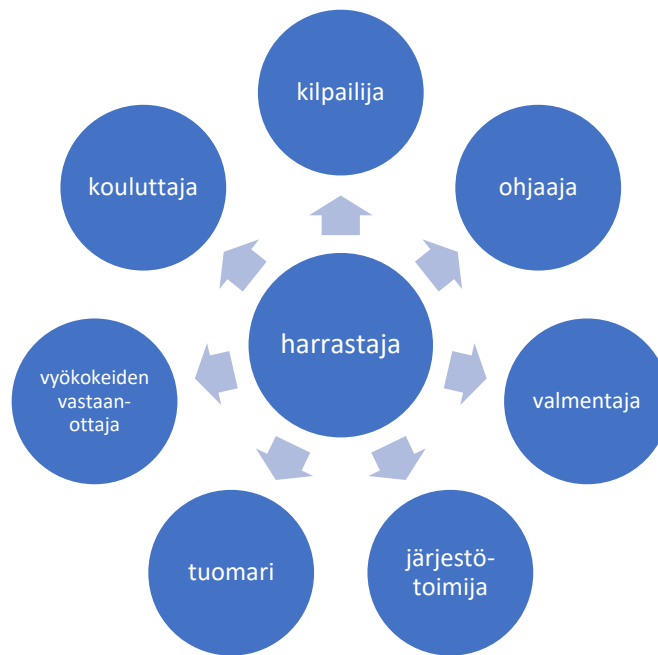 kilpailija
kouluttaja
ohjaaja
harrastaja
vyökokeiden
vastaan-
ottaja
valmentaja
tuomari
järjestö-
toimija